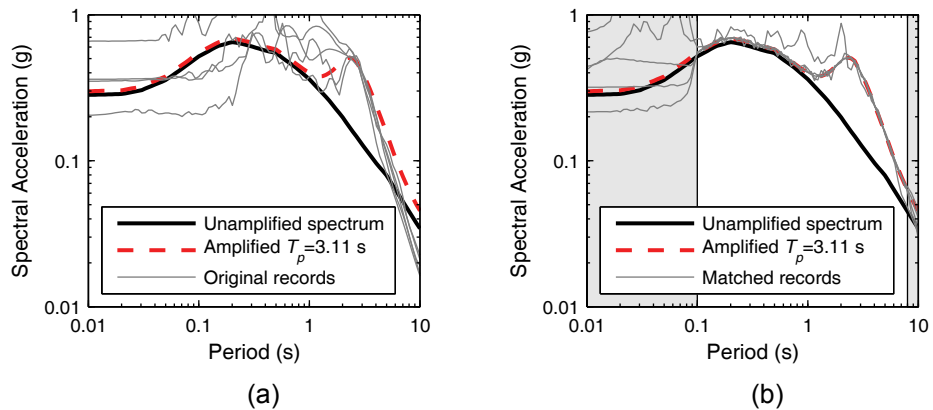 Spectral Acceleration (g)
1
0.1
0.01
Unamplified spectrum
Amplified Tp=3.11 s
Original records
0.01 0.1 1 10
Period (s)
(a)
Spectral Acceleration (g)
1
0.1
0.01
Unamplified spectrum
Amplified Tp=3.11 s
Matched records
0.01 0.1 1 10
Period (s)
(b)